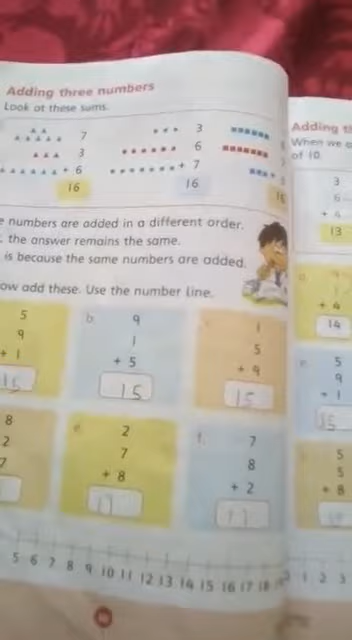 Adding three numbers
Look at these sums.
7
3
+ 6
16
3
6
+ 7
16
numbers are added in a different order.
the answer remains the same.
is because the same numbers are added.
ow add these. Use the number line.
5
9
+ 1
15
b. 9
1
+ 5
15
1
5
+ 9
15
8
2
7
e. 2
7
+ 8
17
f. 7
8
+ 2
17
5 6 7 8 9 10 11 12 13 14 15 16 17 18
Adding
When we
of 10.
3
6
+ 4
13
+ 4
14
e. 5
9
+ 1
15
5
5
+ 8
1 2 3